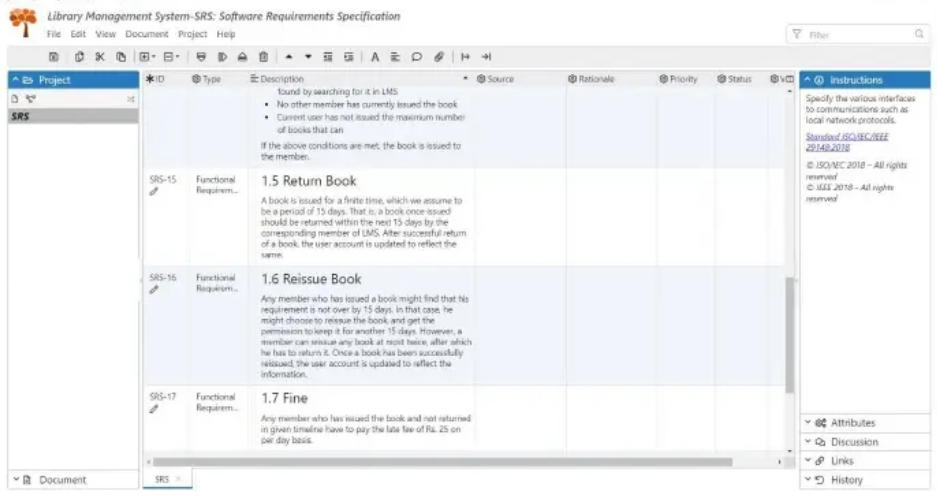 Library Management System-SRS: Software Requirements Specification
File Edit View Document Project Help
Filter
Project
SRS
ID Type Description Source Rationale Priority Status
found by searching for it in LMS
• No other member has currently issued the book
• Current user has not issued the maximum number
of books that can
If the above conditions are met, the book is issued to
the member.
SRS-15
Functional
Requirem...
1.5 Return Book
A book is issued for a finite time, which we assume to
be a period of 15 days. That is, a book once issued
should be returned within the next 15 days by the
corresponding member of LMS. After successful return
of a book, the user account is updated to reflect the
same.
SRS-16
Functional
Requirem...
1.6 Reissue Book
Any member who has issued a book might find that his
requirement is not over by 15 days. In that case, he
might choose to reissue the book, and get the
permission to keep it for another 15 days. However, a
member can reissue any book at most twice, after which
he has to return it. Once a book has been successfully
reissued, the user account is updated to reflect the
information.
SRS-17
Functional
Requirem...
1.7 Fine
Any member who has issued the book and not returned
in given timeline have to pay the late fee of Rs. 25 on
per day basis.
Document
SRS
Instructions
Specify the various interfaces
to communications such as
local network protocols.
Standard ISO/IEC/IEEE
29148:2018
© ISO/IEC 2018 – All rights
reserved
© IEEE 2018 – All rights
reserved
Attributes
Discussion
Links
History